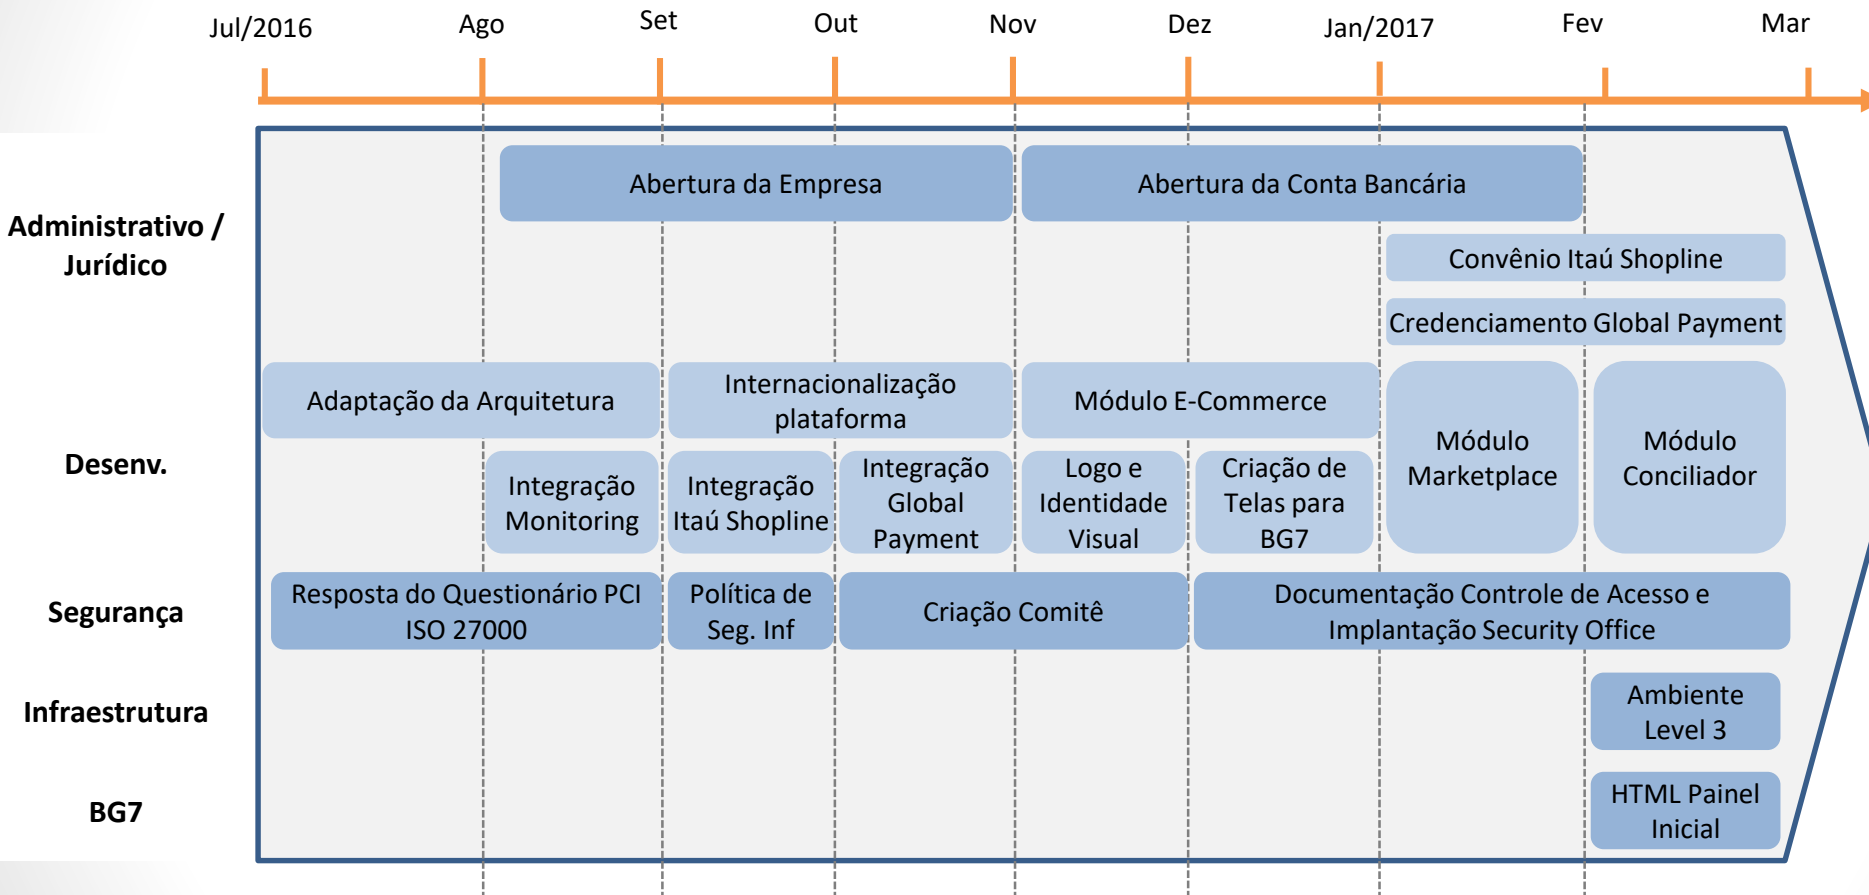 Jul/2016
Ago
Set
Out
Nov
Dez
Jan/2017
Fev
Mar
Administrativo /
Jurídico
Abertura da Empresa
Abertura da Conta Bancária
Convênio Itaú Shopline
Credenciamento Global Payment
Desenv.
Adaptação da Arquitetura
Internacionalização
plataforma
Módulo E-Commerce
Módulo
Marketplace
Módulo
Conciliador
Integração
Monitoring
Integração
Itaú Shopline
Integração
Global
Payment
Logo e
Identidade
Visual
Criação de
Telas para
BG7
Segurança
Resposta do Questionário PCI
ISO 27000
Política de
Seg. Inf
Criação Comitê
Documentação Controle de Acesso e
Implantação Security Office
Infraestrutura
Ambiente
Level 3
BG7
HTML Painel
Inicial